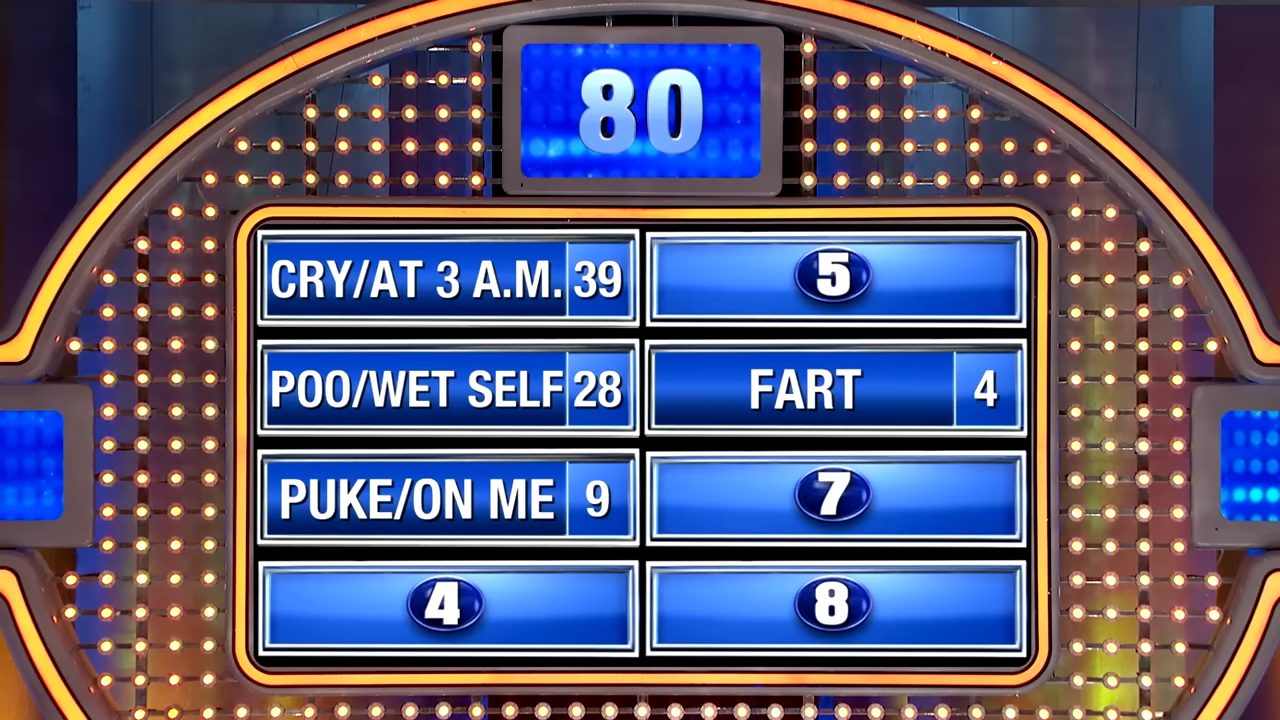 80
CRY/AT 3 A.M. 39
5
POO/WET SELF 28
FART 4
PUKE/ON ME 9
7
4
8